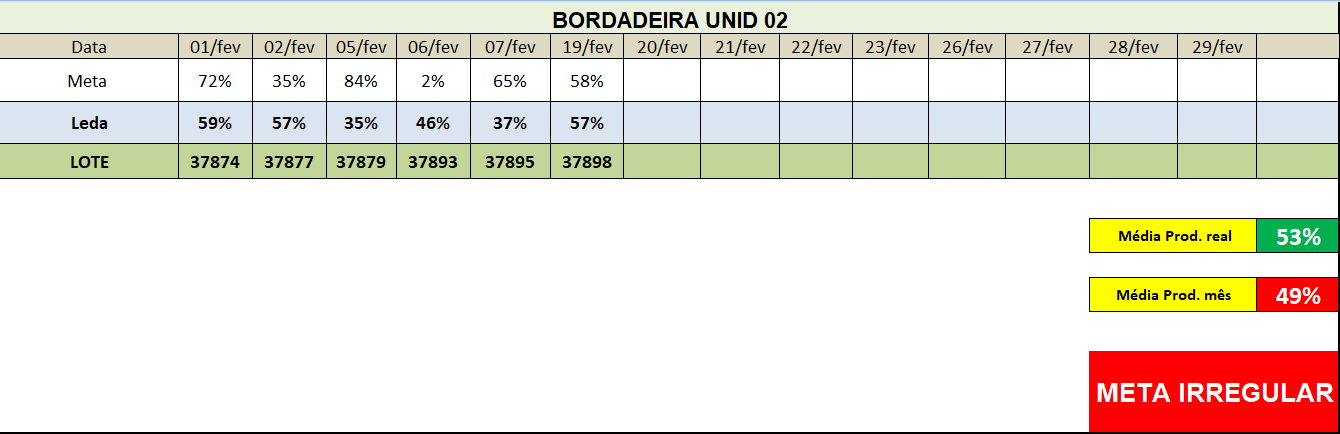 BORDADEIRA UNID 02
Data 01/fev 02/fev 05/fev 06/fev 07/fev 19/fev 20/fev 21/fev 22/fev 23/fev 26/fev 27/fev 28/fev 29/fev
Meta 72% 35% 84% 2% 65% 58%
Leda 59% 57% 35% 46% 37% 57%
LOTE 37874 37877 37879 37893 37895 37898
Média Prod. real 53%
Média Prod. mês 49%
META IRREGULAR